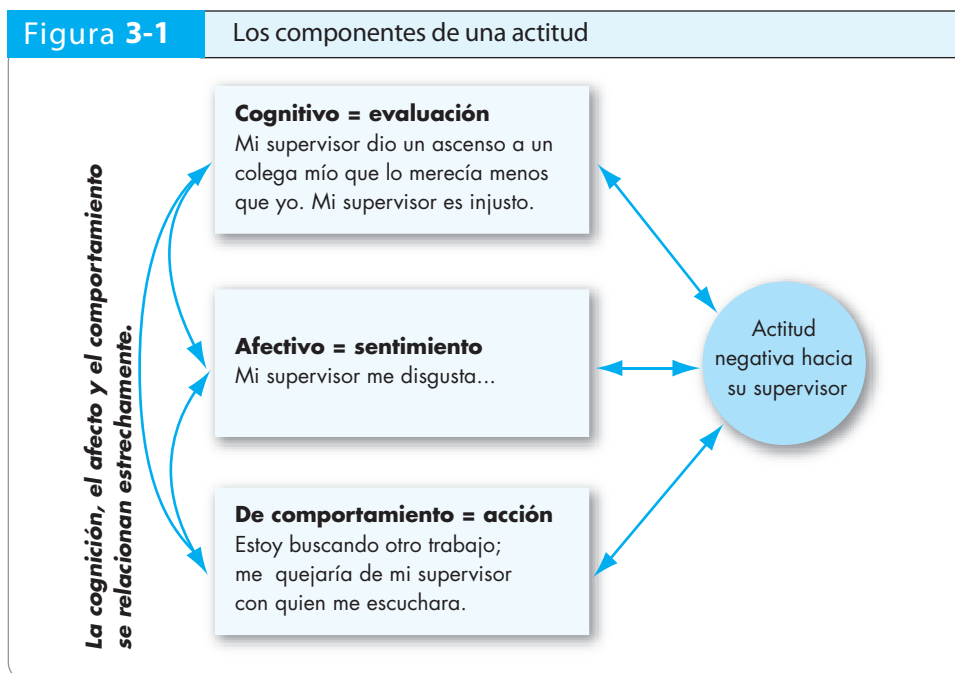 Figura 3-1
Los componentes de una actitud
La cognición, el afecto y el comportamiento
se relacionan estrechamente.
Cognitivo = evaluación
Mi supervisor dio un ascenso a un
colega mío que lo merecía menos
que yo. Mi supervisor es injusto.
Afectivo = sentimiento
Mi supervisor me disgusta...
De comportamiento = acción
Estoy buscando otro trabajo;
me quejaría de mi supervisor
con quien me escuchara.
Actitud
negativa hacia
su supervisor